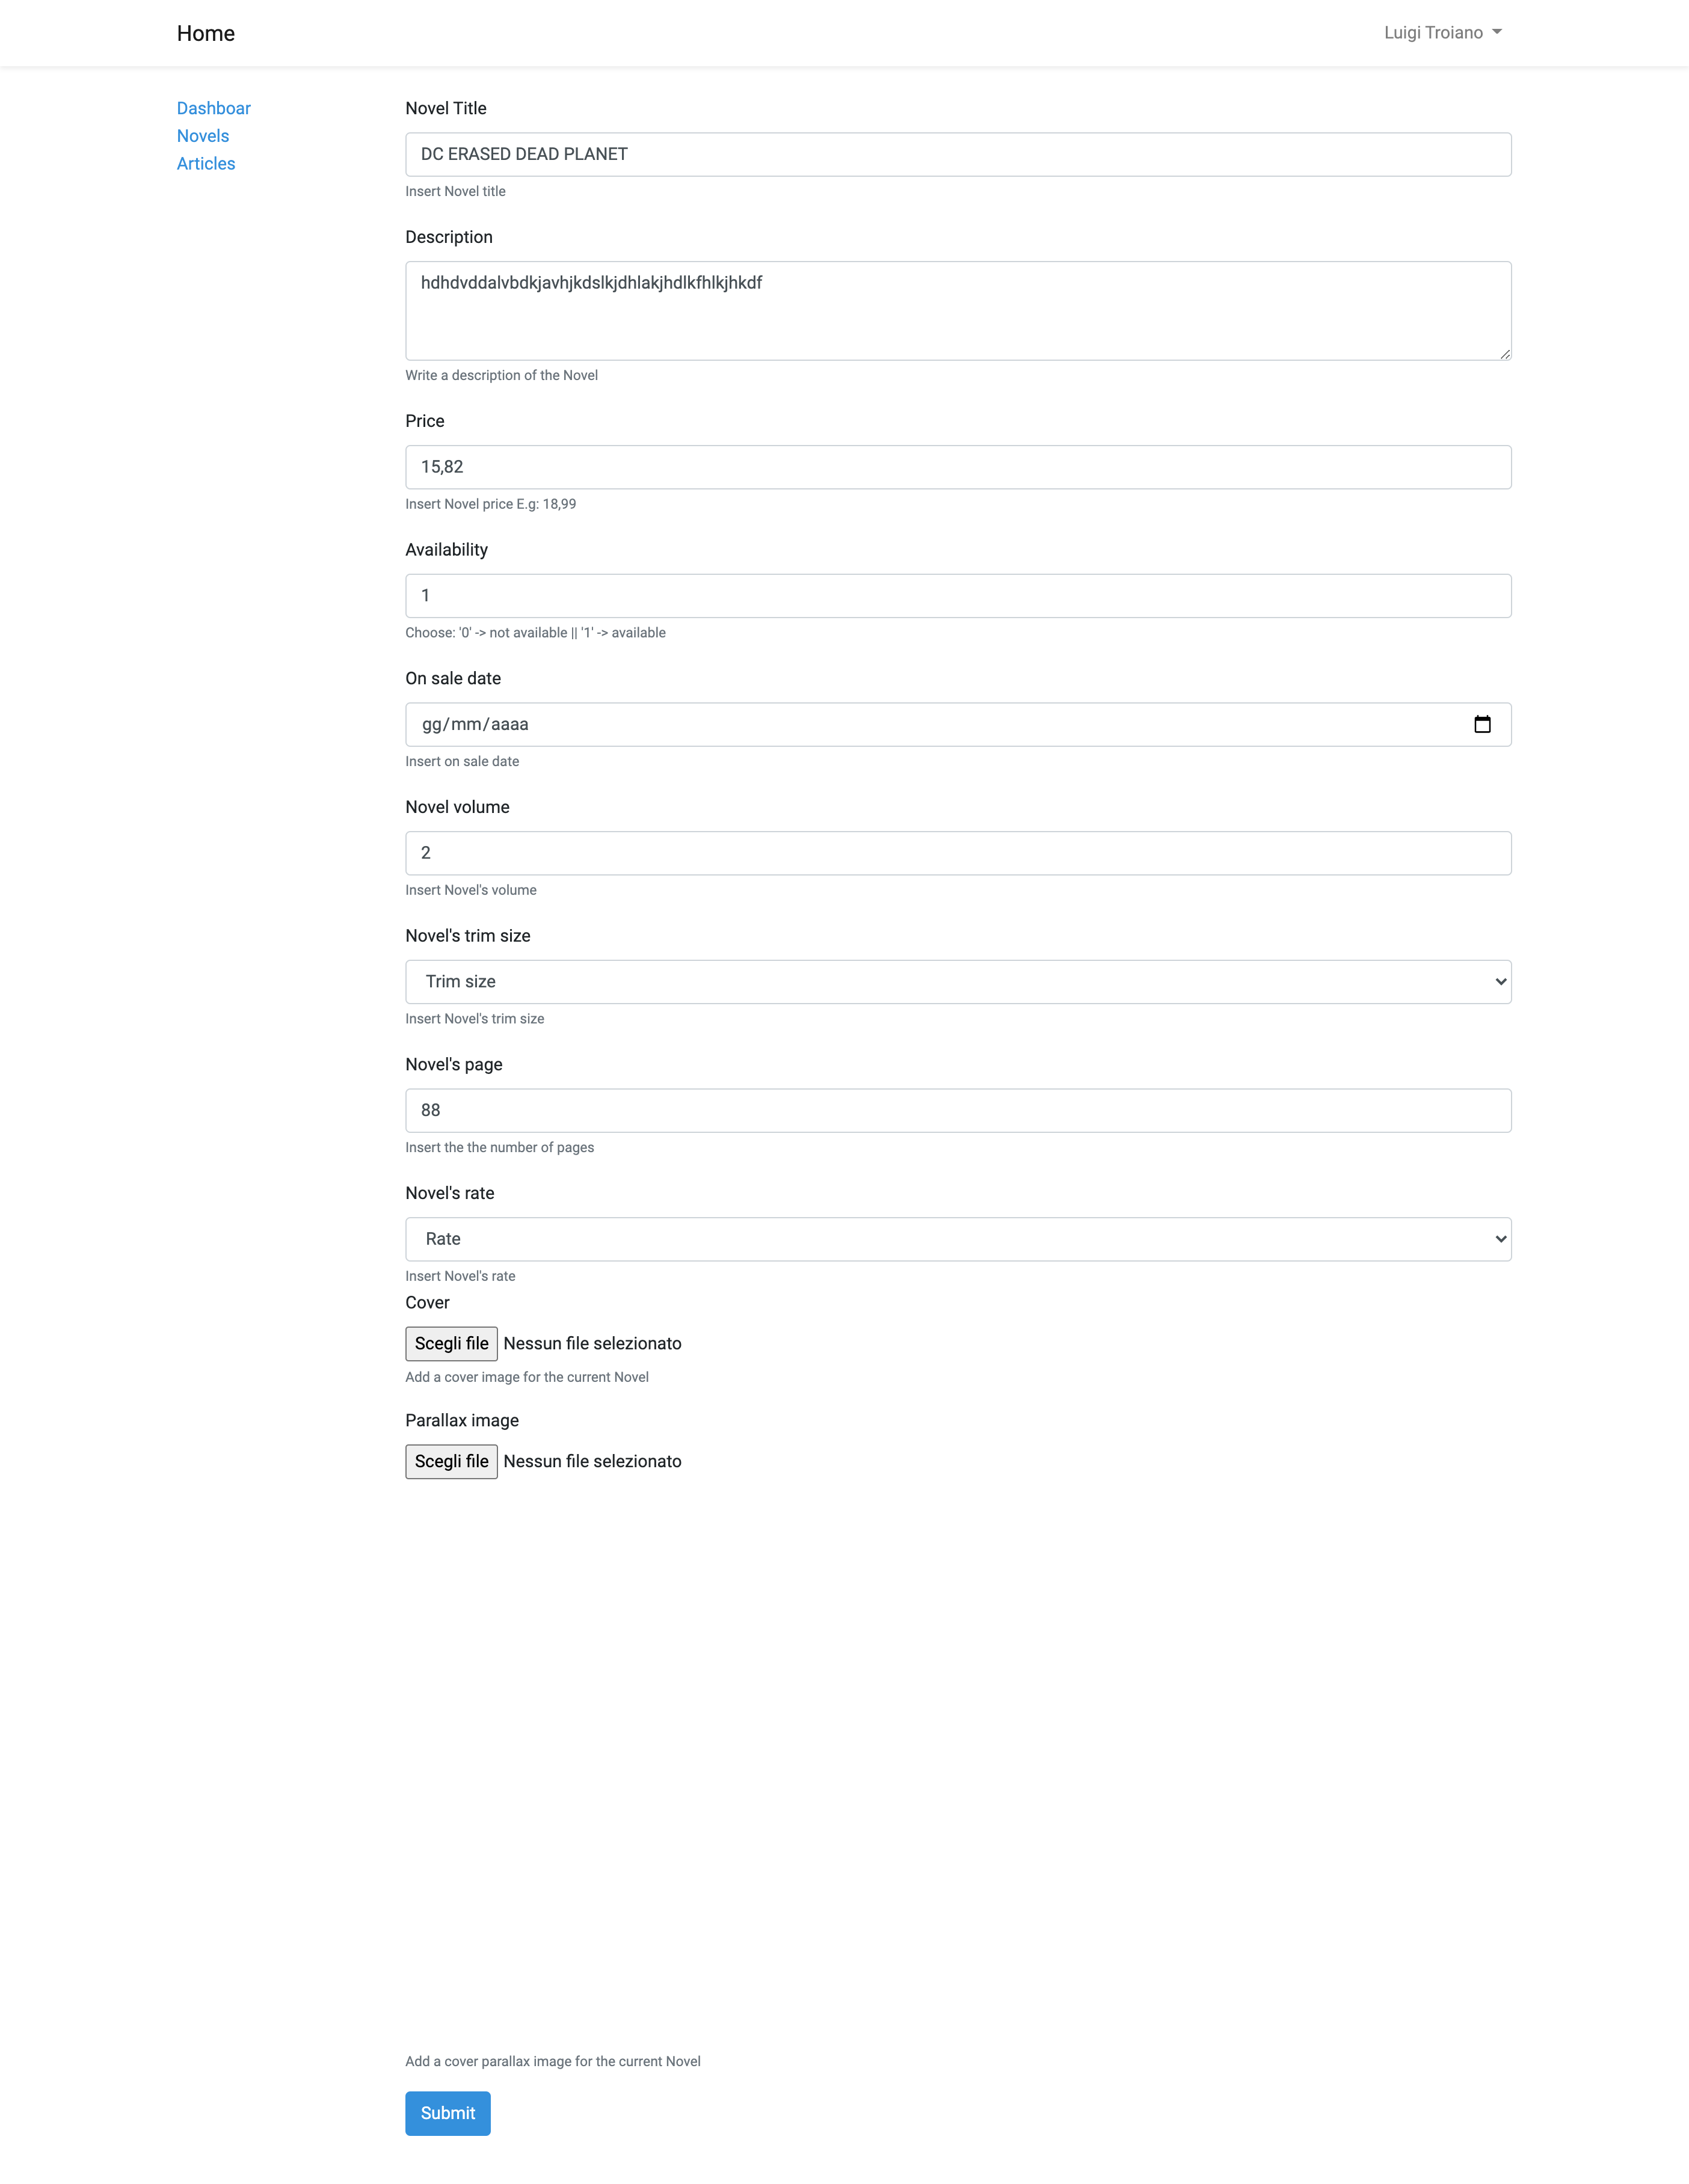 Home
Luigi Troiano
Dashboar
Novels
Articles
Novel Title
DC ERASED DEAD PLANET
Insert Novel title
Description
hdhdvddalvbdkjavhjkdslkjdhlakjhdlkfhlkjhkdf
Write a description of the Novel
Price
15,82
Insert Novel price E.g: 18,99
Availability
1
Choose: '0' -> not available || '1' -> available
On sale date
gg/mm/aaaa
Insert on sale date
Novel volume
2
Insert Novel's volume
Novel's trim size
Trim size
Insert Novel's trim size
Novel's page
88
Insert the the number of pages
Novel's rate
Rate
Insert Novel's rate
Cover
Scegli file Nessun file selezionato
Add a cover image for the current Novel
Parallax image
Scegli file Nessun file selezionato
Add a cover parallax image for the current Novel
Submit